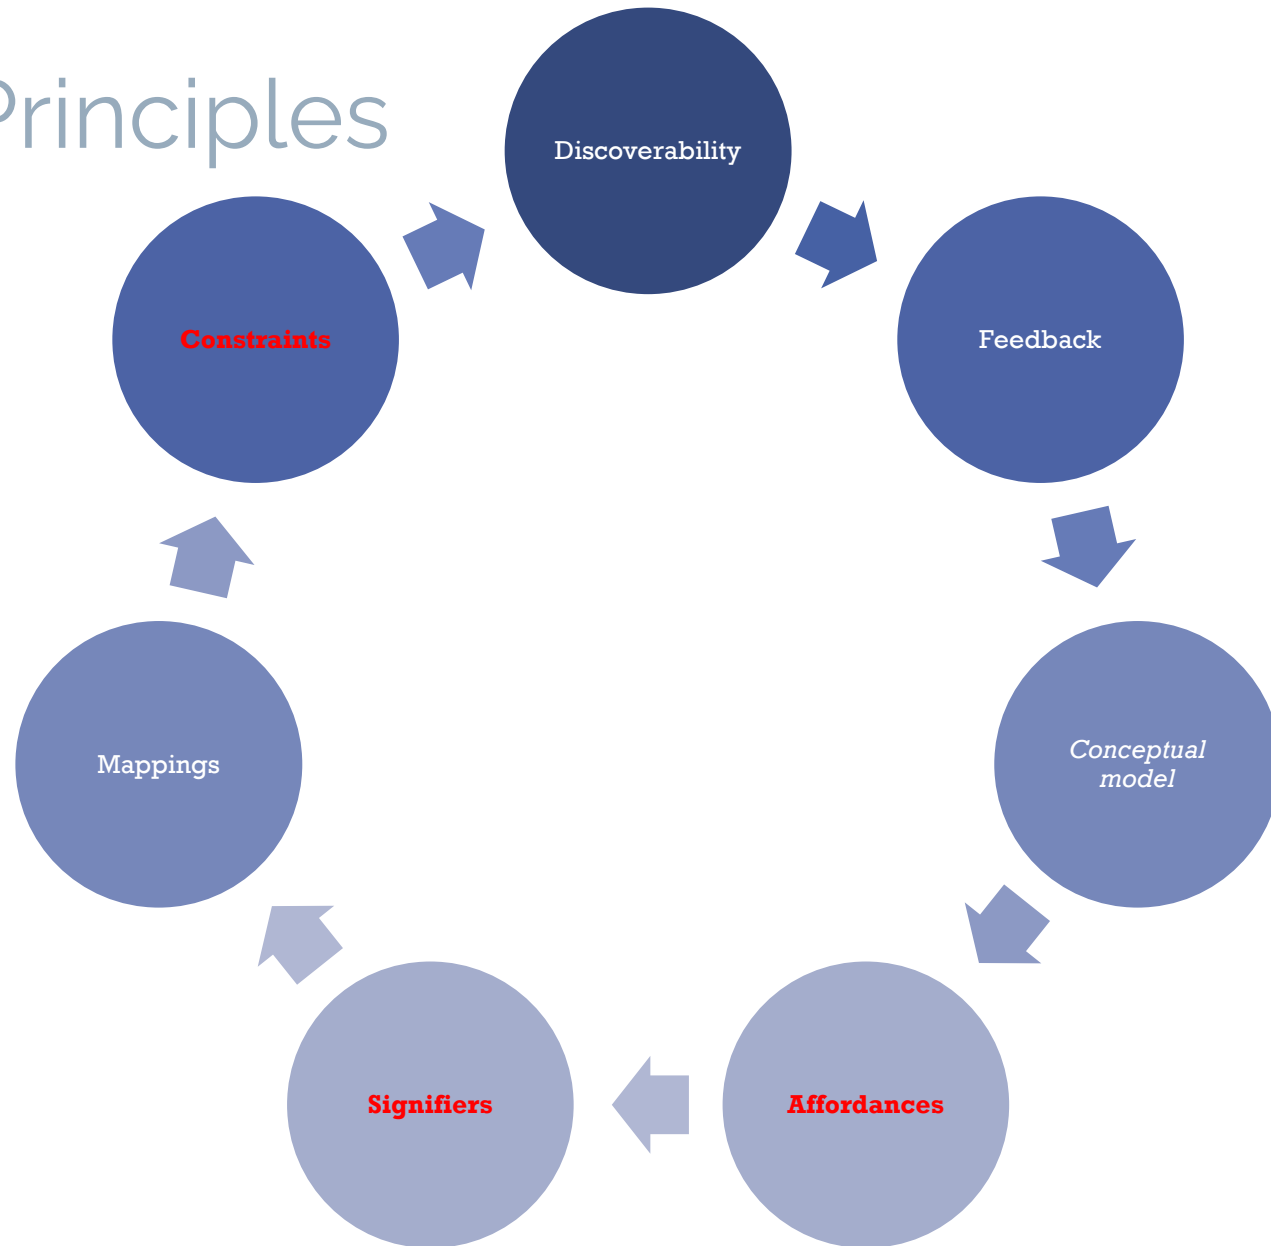 Principles
Discoverability
Feedback
Conceptual
model
Affordances
Signifiers
Mappings
Constraints